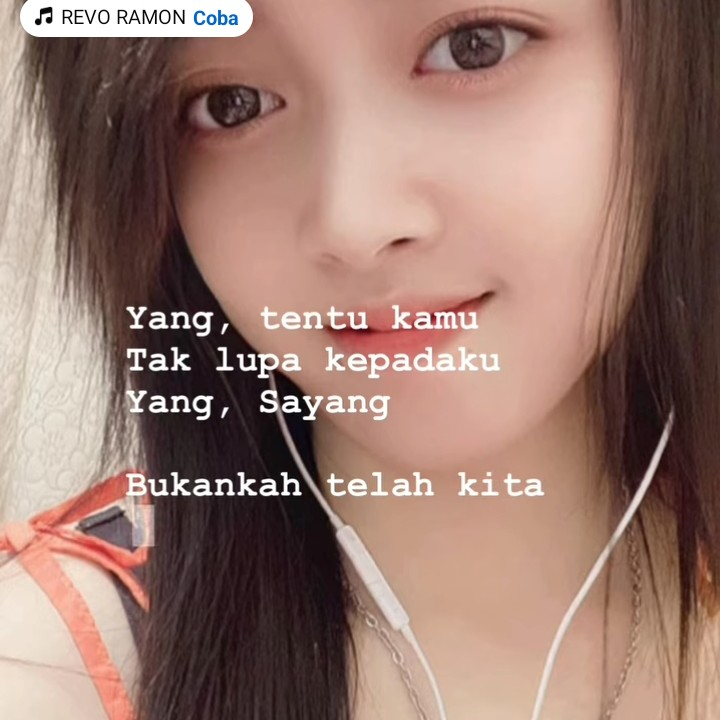 REVO RAMON Coba
Yang, tentu kamu
Tak lupa kepadaku
Yang, Sayang
Bukankah telah kita